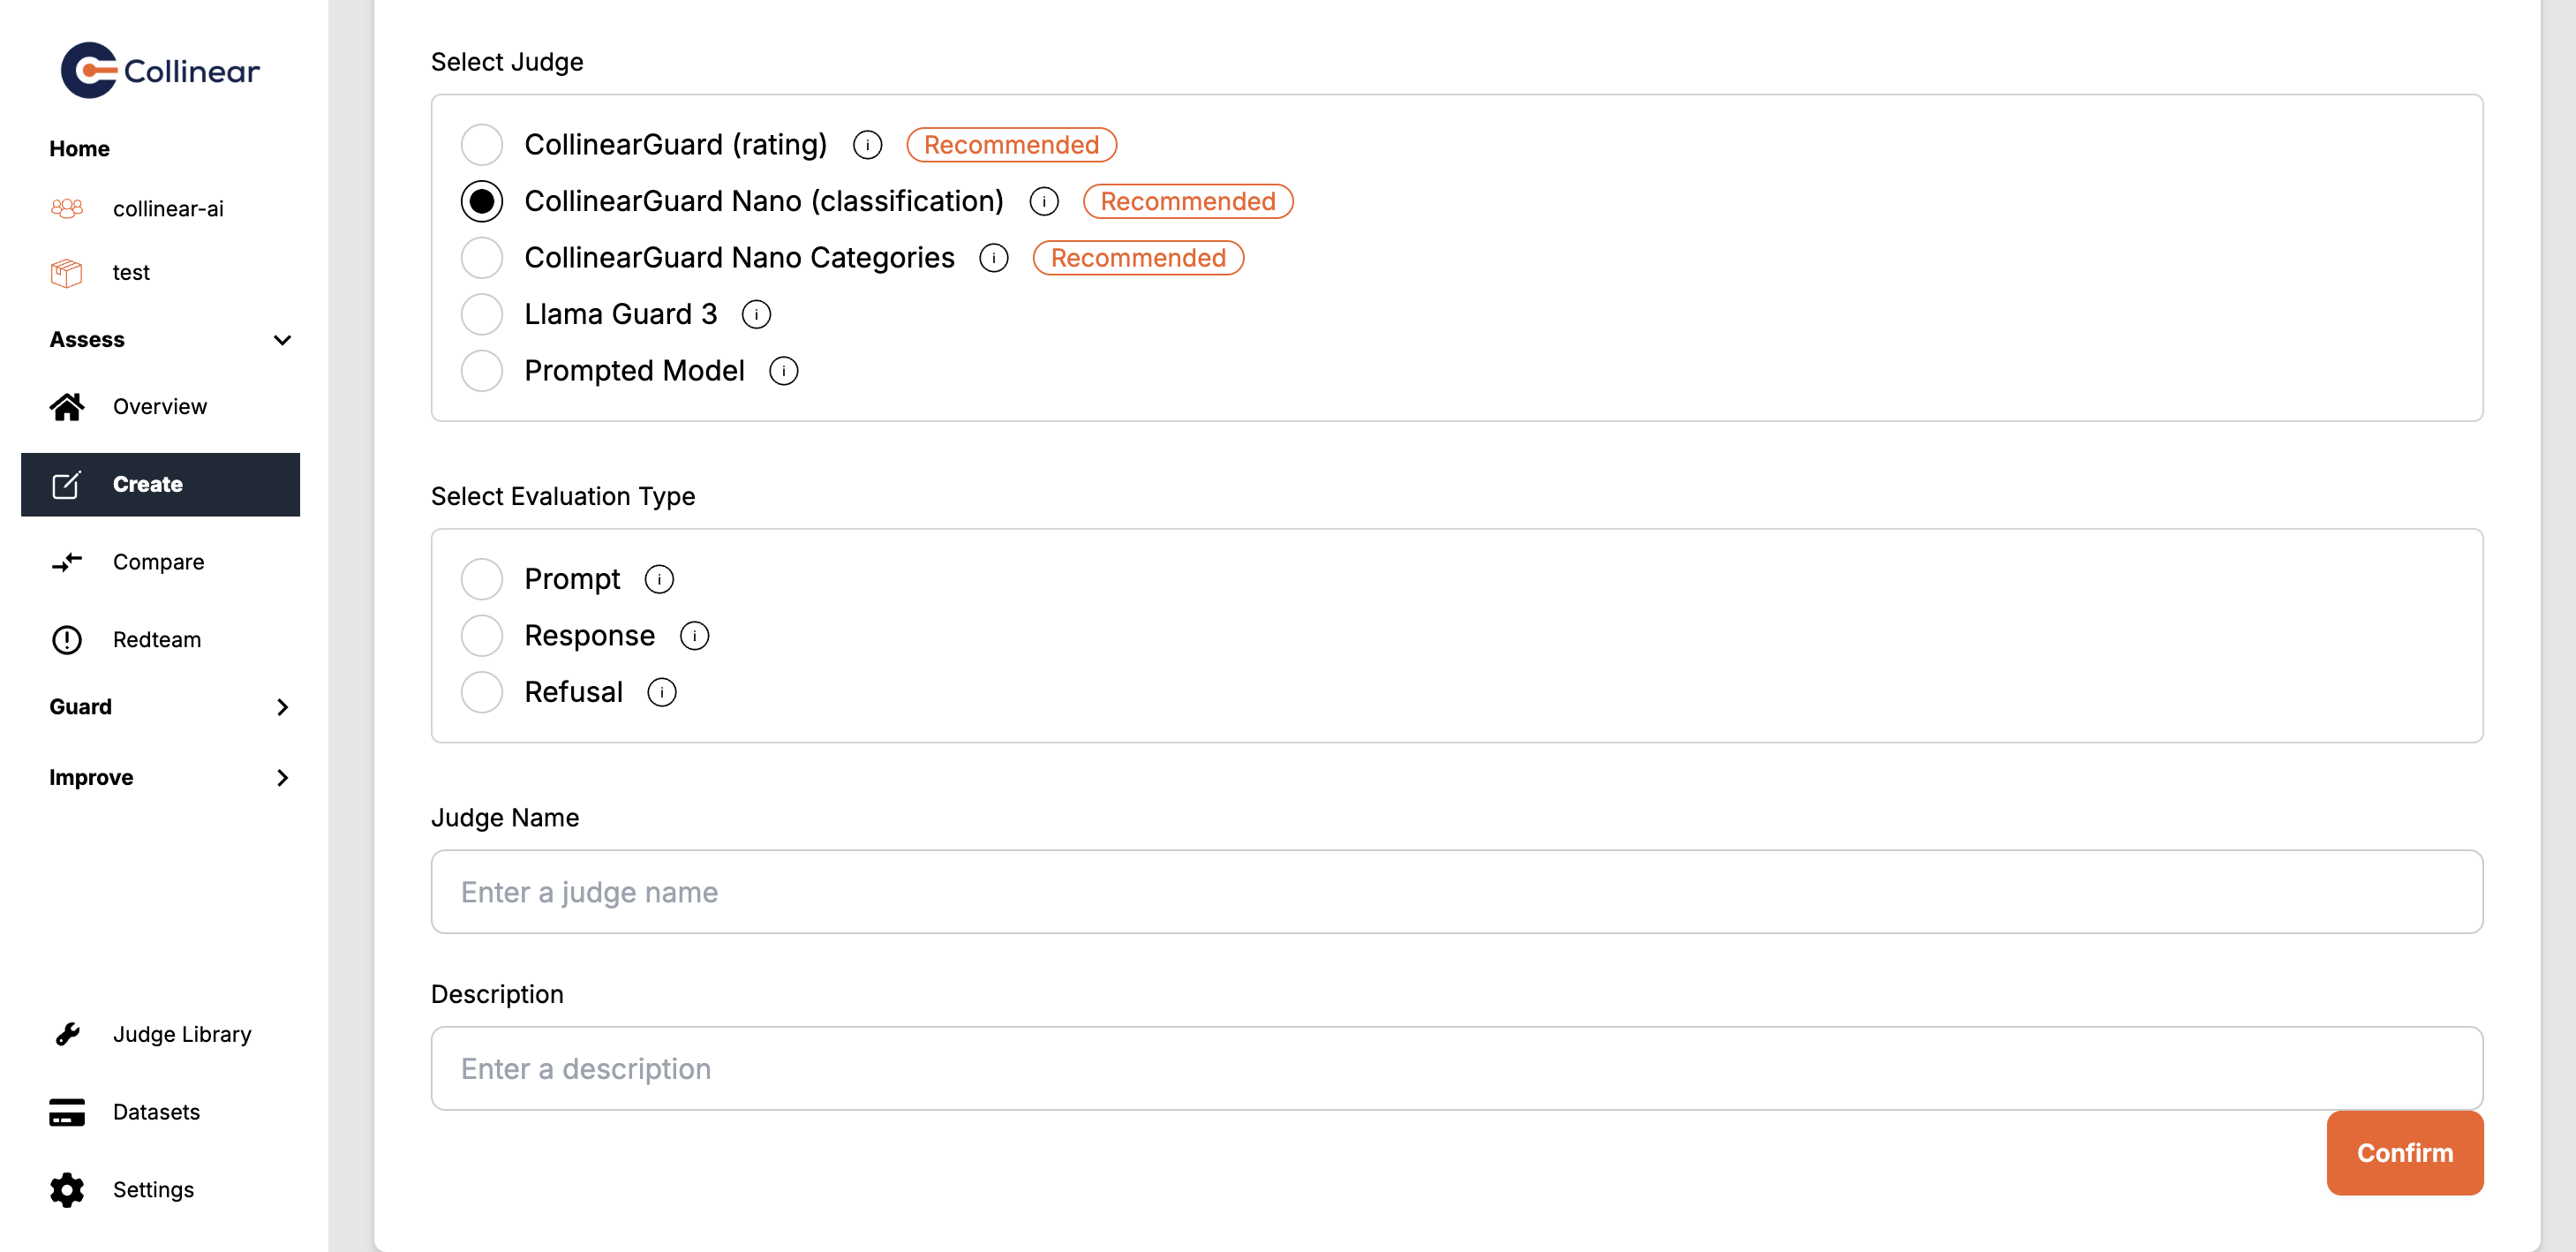 Collinear
Home
collinear-ai
test
Assess
Overview
Create
Compare
Redteam
Guard
Improve
Judge Library
Datasets
Settings
Select Judge
CollinearGuard (rating) i Recommended
CollinearGuard Nano (classification) i Recommended
CollinearGuard Nano Categories i Recommended
Llama Guard 3 i
Prompted Model i
Select Evaluation Type
Prompt i
Response i
Refusal i
Judge Name
Enter a judge name
Description
Enter a description
Confirm